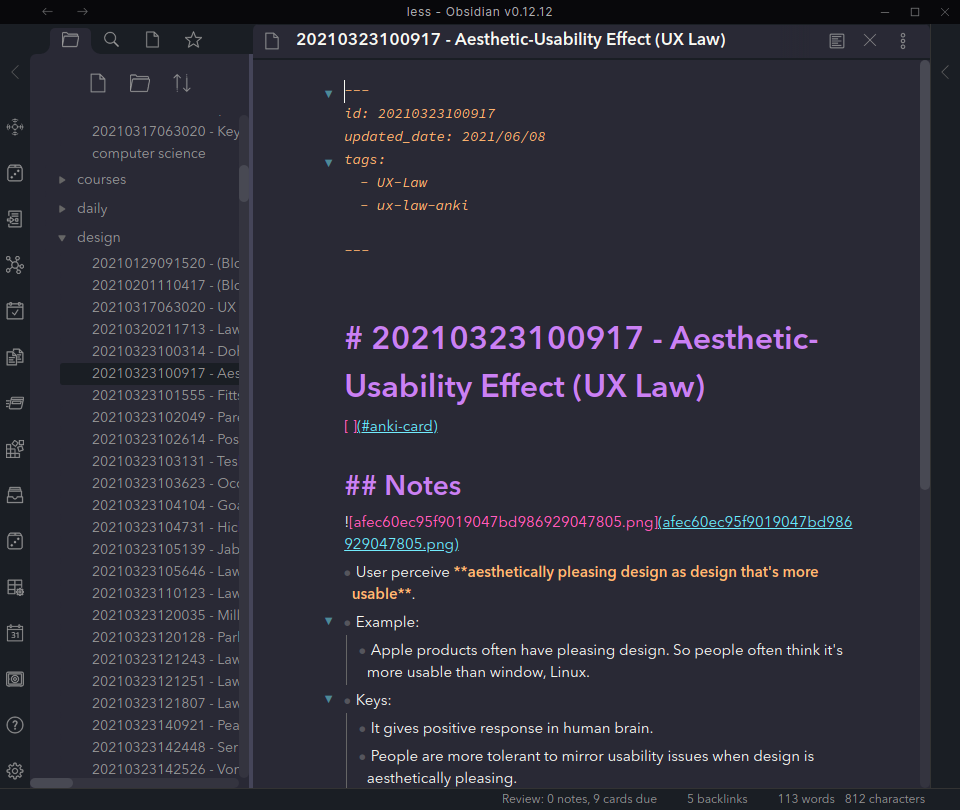 less - Obsidian v0.12.12
20210323100917 - Aesthetic-Usability Effect (UX Law)
20210317063020 - Key
computer science
courses
daily
design
20210129091520 - (Blo
20210201110417 - (Blo
20210317063020 - UX
20210320211713 - Law
20210323100314 - Doh
20210323100917 - Aes
20210323101555 - Fitts
20210323102049 - Pare
20210323102614 - Pos
20210323103131 - Tes
20210323103623 - Occ
20210323104104 - Goa
20210323104731 - Hic
20210323105139 - Jab
20210323105646 - Law
20210323110123 - Law
20210323120035 - Mill
20210323120128 - Park
20210323121243 - Law
20210323121251 - Law
20210323121807 - Law
20210323140921 - Pea
20210323142448 - Ser
20210323142526 - Von
31
---
id: 20210323100917
updated_date: 2021/06/08
tags:
- UX-Law
- ux-law-anki
---
# 20210323100917 - Aesthetic-
Usability Effect (UX Law)
[ ](#anki-card)
## Notes
![afec60ec95f9019047bd986929047805.png](afec60ec95f9019047bd986
929047805.png)
User perceive **aesthetically pleasing design as design that's more
usable**.
Example:
Apple products often have pleasing design. So people often think it's
more usable than window, Linux.
Keys:
It gives positive response in human brain.
People are more tolerant to mirror usability issues when design is
aesthetically pleasing.
Review: 0 notes, 9 cards due
5 backlinks
113 words
812 characters